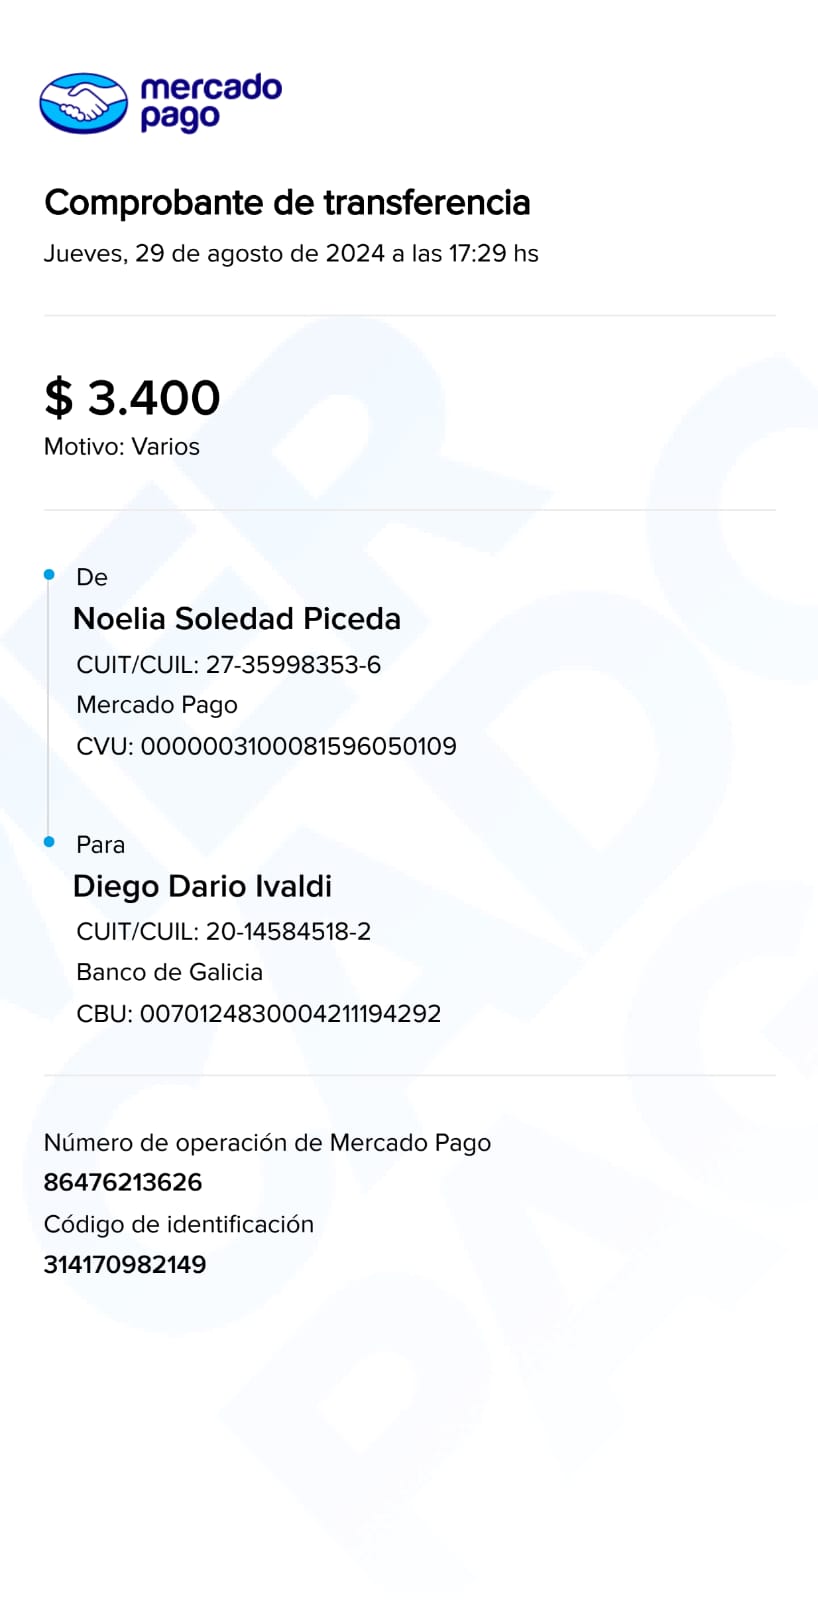 mercado
pago
Comprobante de transferencia
Jueves, 29 de agosto de 2024 a las 17:29 hs
$ 3.400
Motivo: Varios
De
Noelia Soledad Piceda
CUIT/CUIL: 27-35998353-6
Mercado Pago
CVU: 0000003100081596050109
Para
Diego Dario Ivaldi
CUIT/CUIL: 20-14584518-2
Banco de Galicia
CBU: 0070124830004211194292
Número de operación de Mercado Pago
86476213626
Código de identificación
314170982149